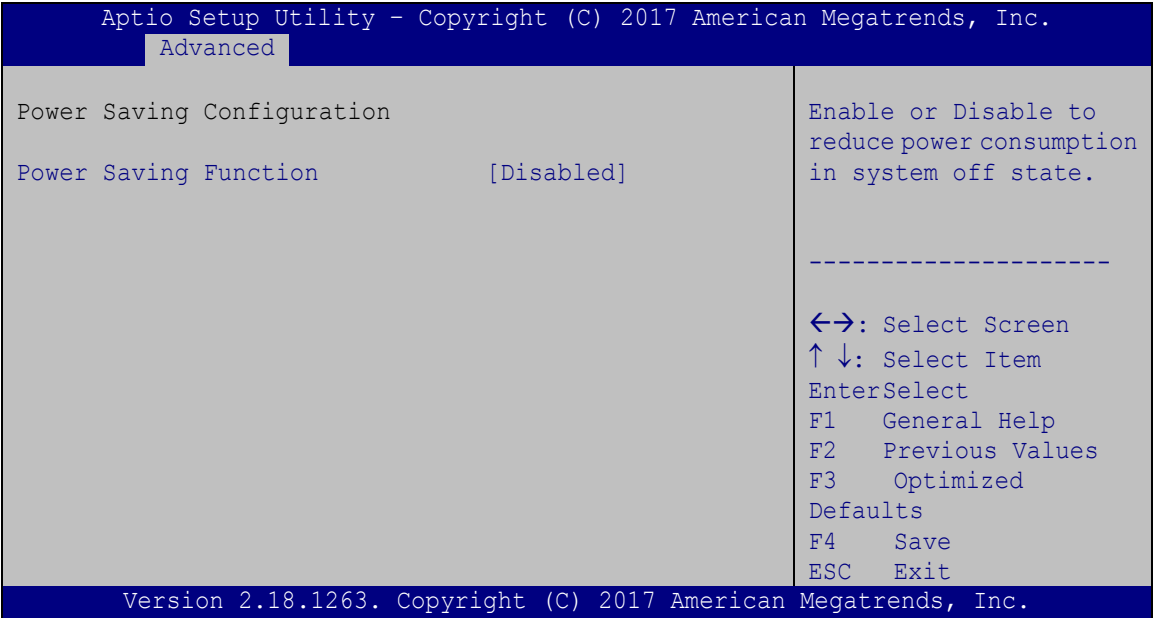 Aptio Setup Utility – Copyright (C) 2017 American Megatrends, Inc.
Advanced
Power Saving Configuration
Power Saving Function [Disabled]
Enable or Disable to
reduce power consumption
in system off state.
---------------------
←→: Select Screen
↑ ↓: Select Item
EnterSelect
F1 General Help
F2 Previous Values
F3 Optimized
Defaults
F4 Save
ESC Exit
Version 2.18.1263. Copyright (C) 2017 American Megatrends, Inc.